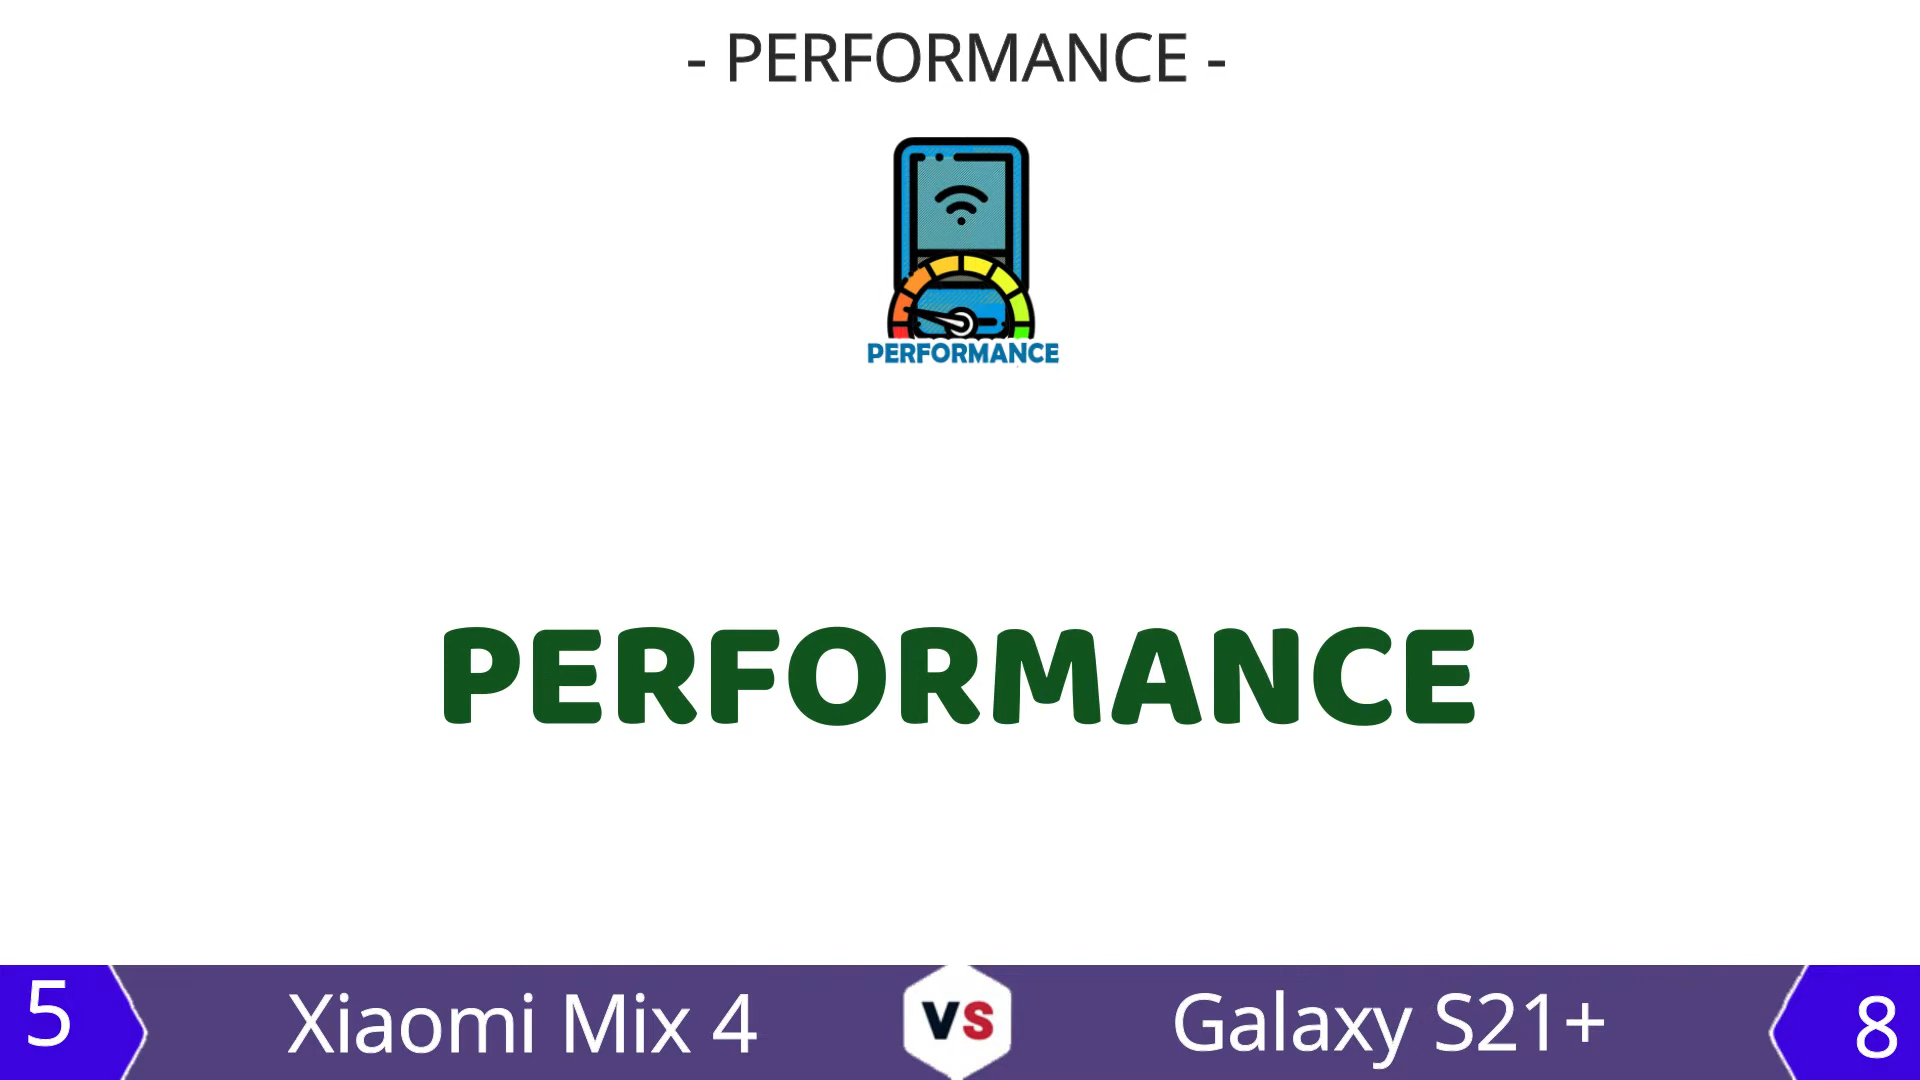 - PERFORMANCE -
PERFORMANCE
PERFORMANCE
5 Xiaomi Mix 4 VS Galaxy S21+ 8